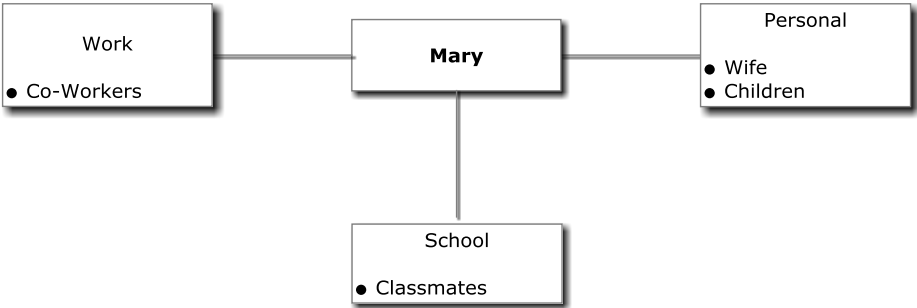 Work
● Co-Workers
Mary
Personal
● Wife
● Children
School
● Classmates